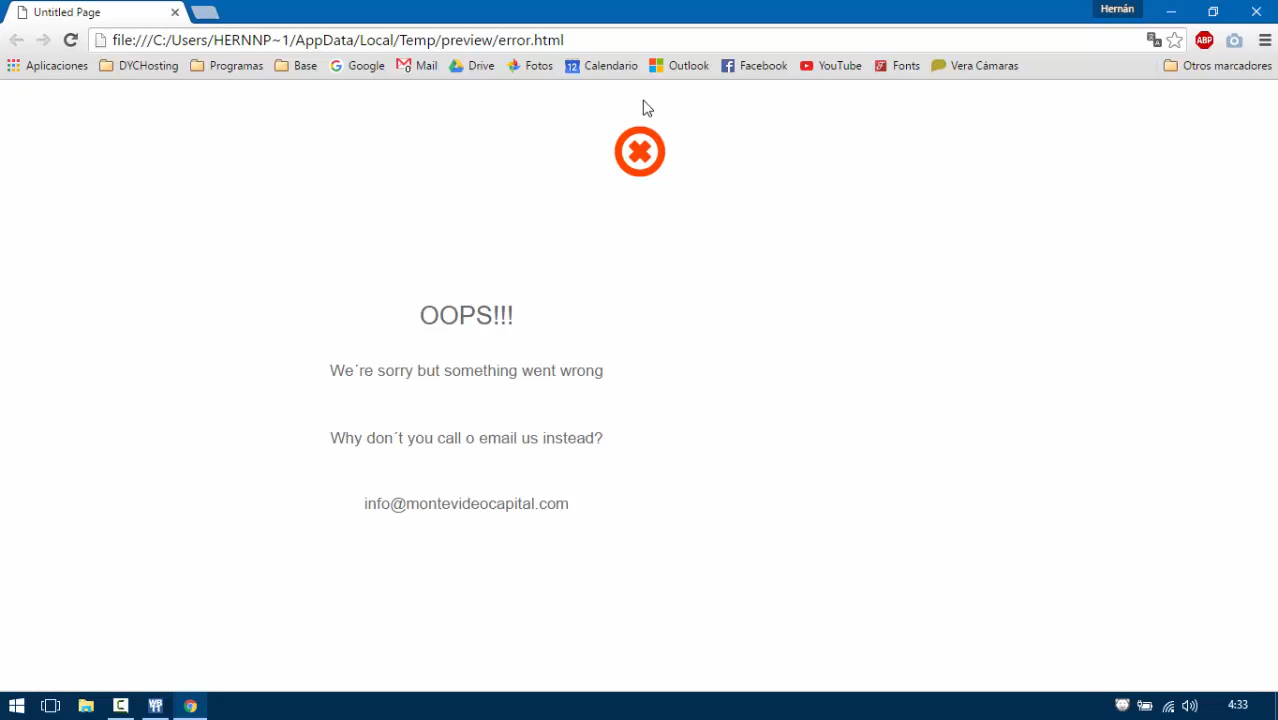 Untitled Page
Hernán
file:///C:/Users/HERNNP~1/AppData/Local/Temp/preview/error.html
ABP
Aplicaciones DYCHosting Programas Base Google Mail Drive Fotos 12 Calendario Outlook Facebook YouTube Fonts Vera Cámaras Otros marcadores
OOPS!!!
We´re sorry but something went wrong
Why don´t you call o email us instead?
info@montevideocapital.com
4:33